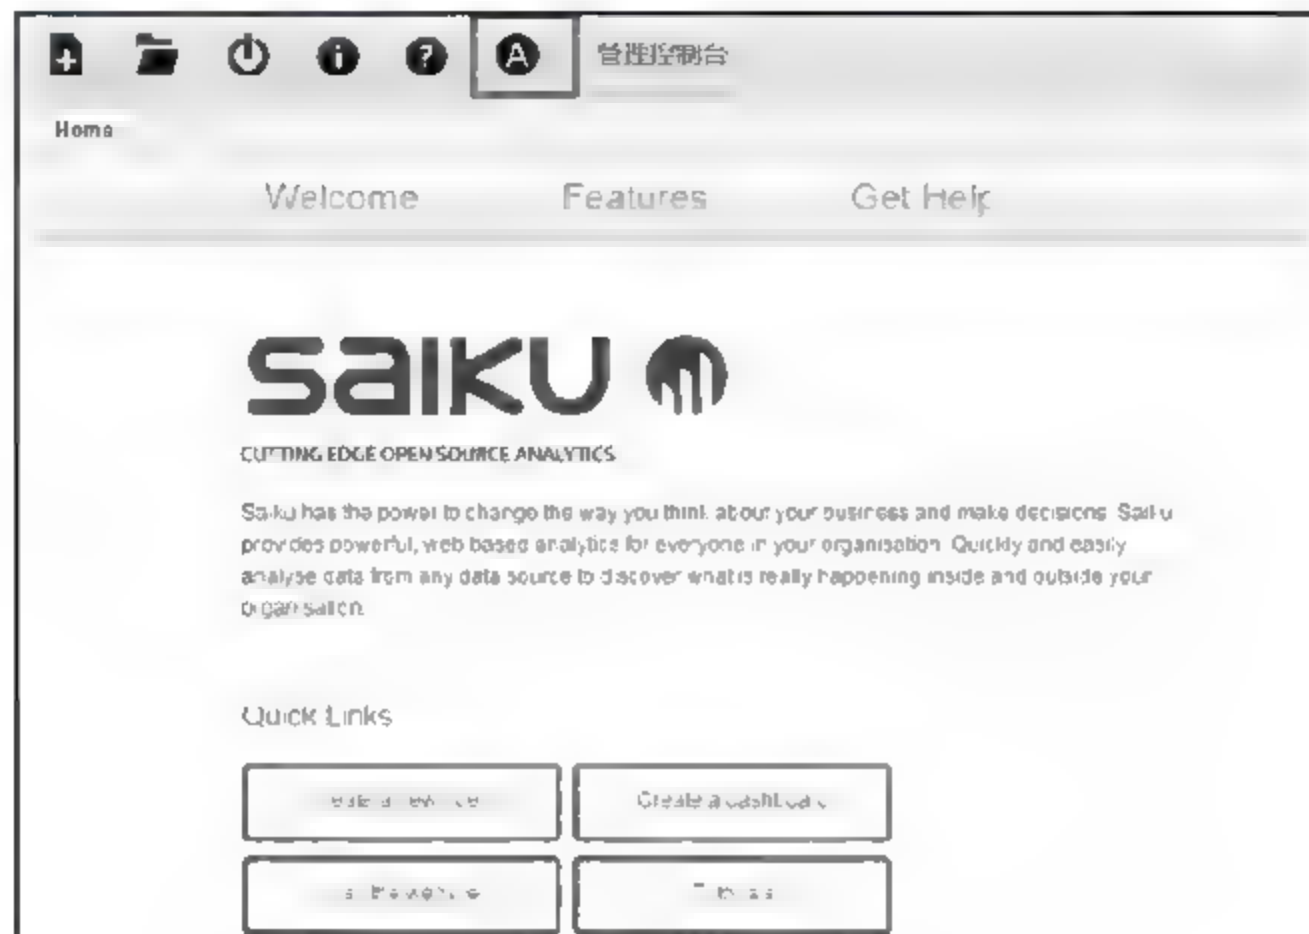 A 管理控制台
Home
Welcome Features Get Help
saiku
CUTTING EDGE OPEN SOURCE ANALYTICS
Saiku has the power to change the way you think about your business and make decisions. Saiku
provides powerful, web based analytics for everyone in your organisation. Quickly and easily
analyse data from any data source to discover what is really happening inside and outside your
organisation.
Quick Links
Create a dashboard